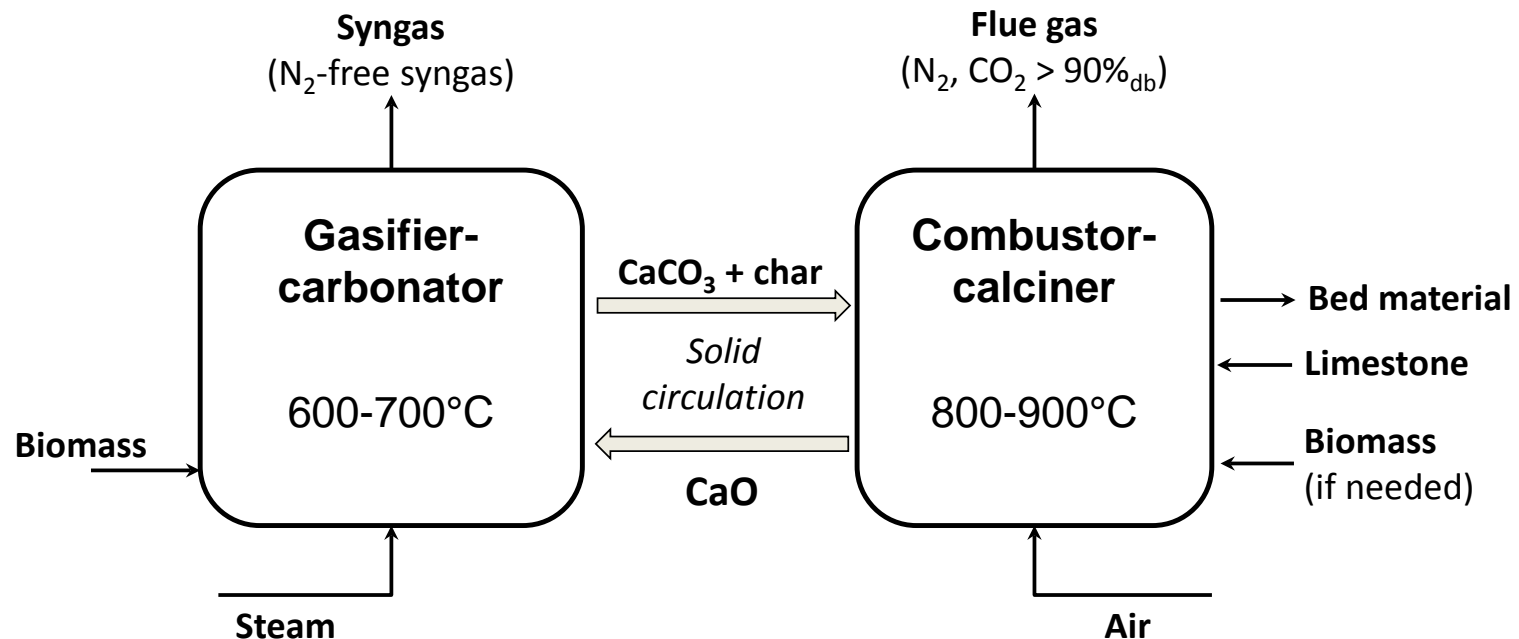 Syngas
(N₂-free syngas)
Flue gas
(N₂, CO₂ > 90%db)
Gasifier-
carbonator
600-700°C
CaCO₃ + char
Solid
circulation
CaO
Combustor-
calciner
800-900°C
Bed material
Limestone
Biomass
(if needed)
Biomass
Steam
Air